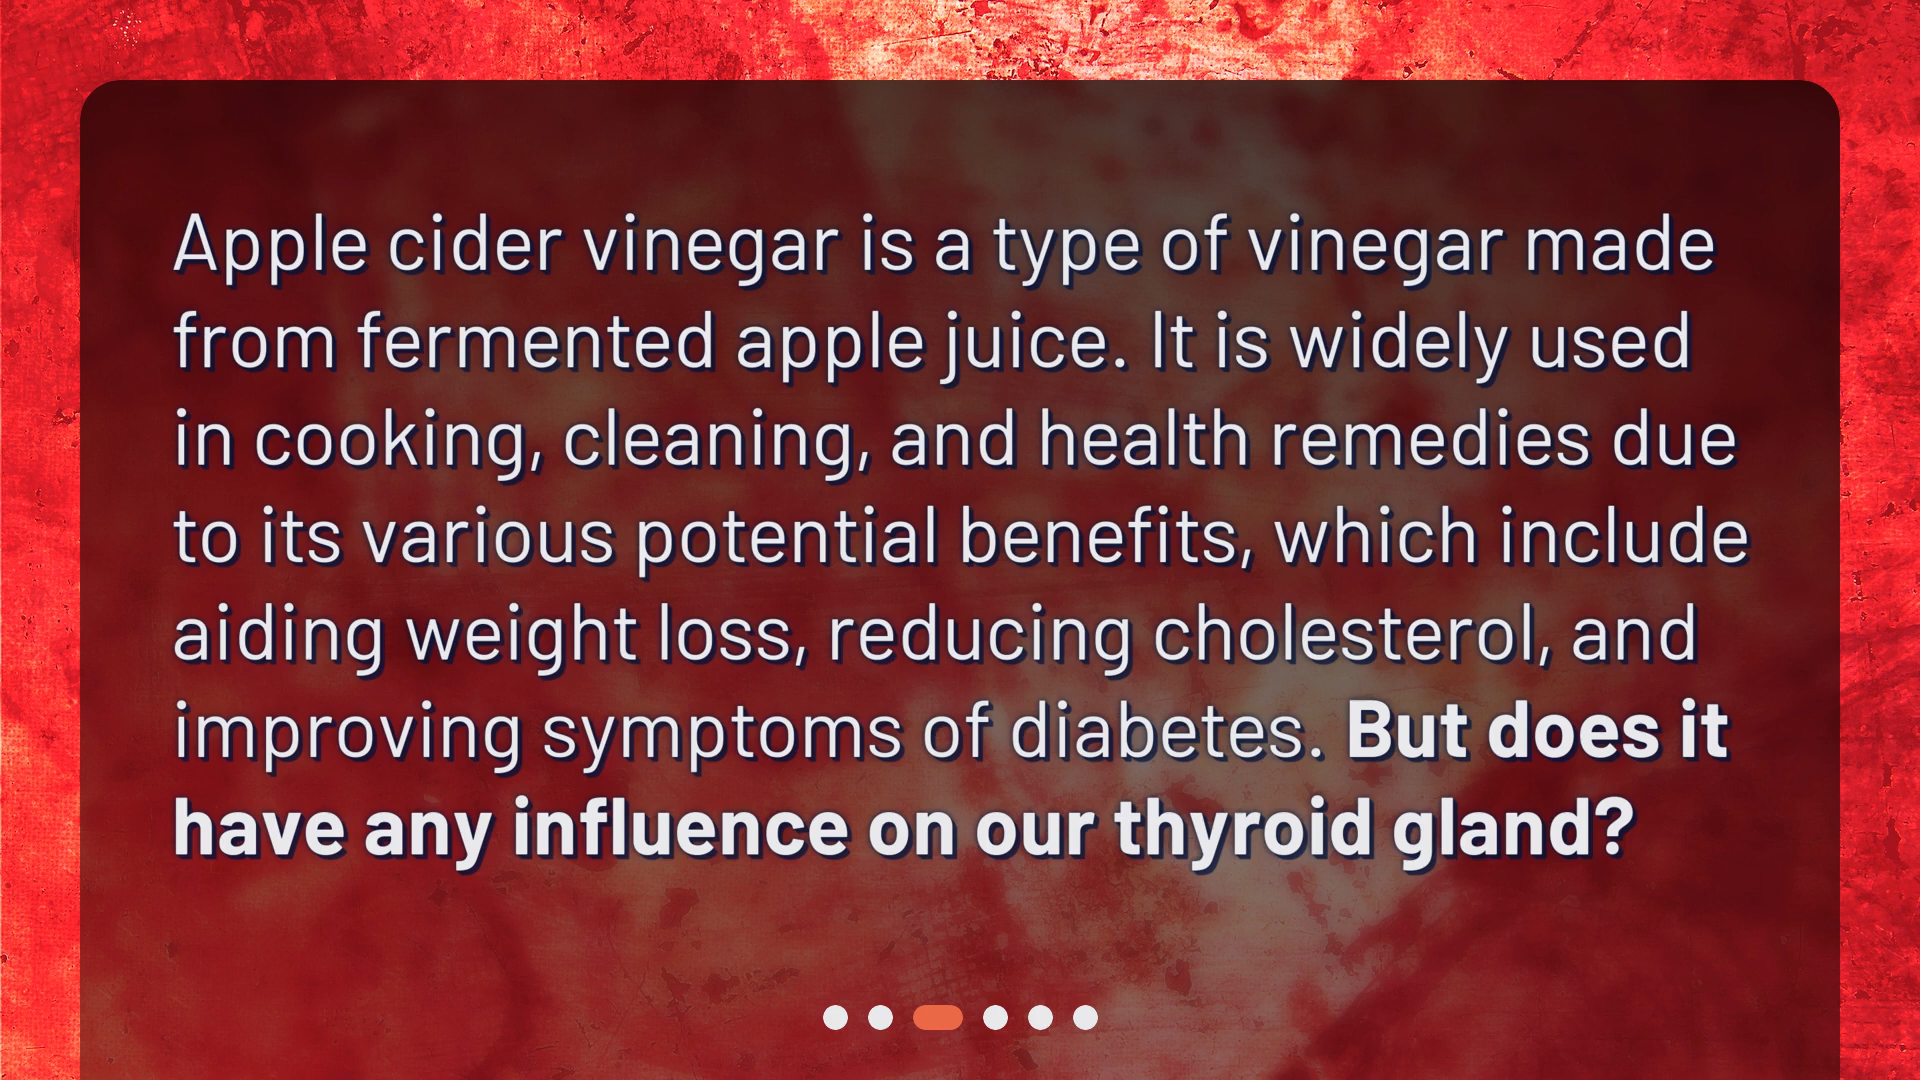 Apple cider vinegar is a type of vinegar made
from fermented apple juice. It is widely used
in cooking, cleaning, and health remedies due
to its various potential benefits, which include
aiding weight loss, reducing cholesterol, and
improving symptoms of diabetes. But does it
have any influence on our thyroid gland?